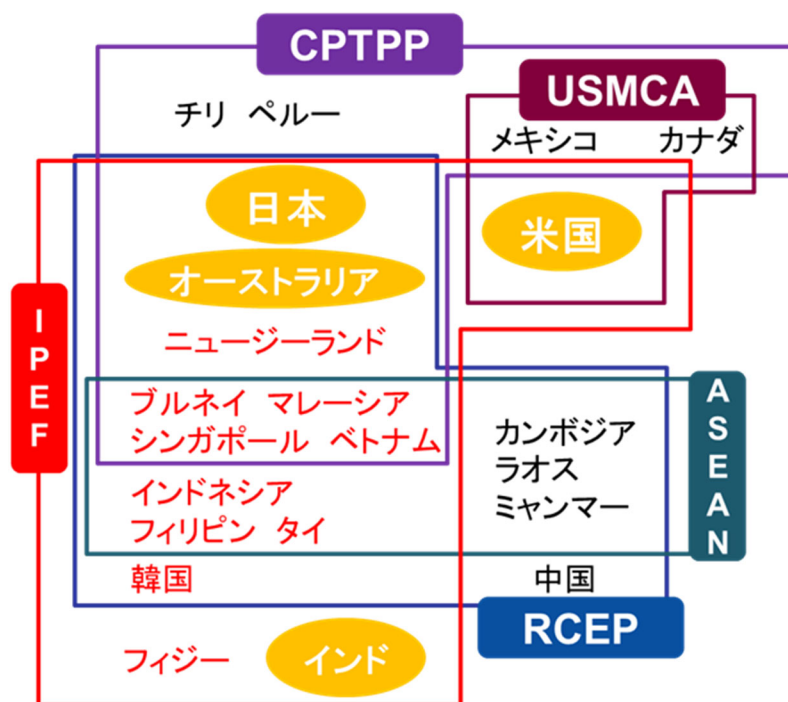 CPTPP
USMCA
チリ ペルー
メキシコ カナダ
日本
米国
オーストラリア
IPEF
ニュージーランド
ASEAN
ブルネイ マレーシア
シンガポール ベトナム
カンボジア
ラオス
ミャンマー
インドネシア
フィリピン タイ
韓国
中国
RCEP
フィジー
インド